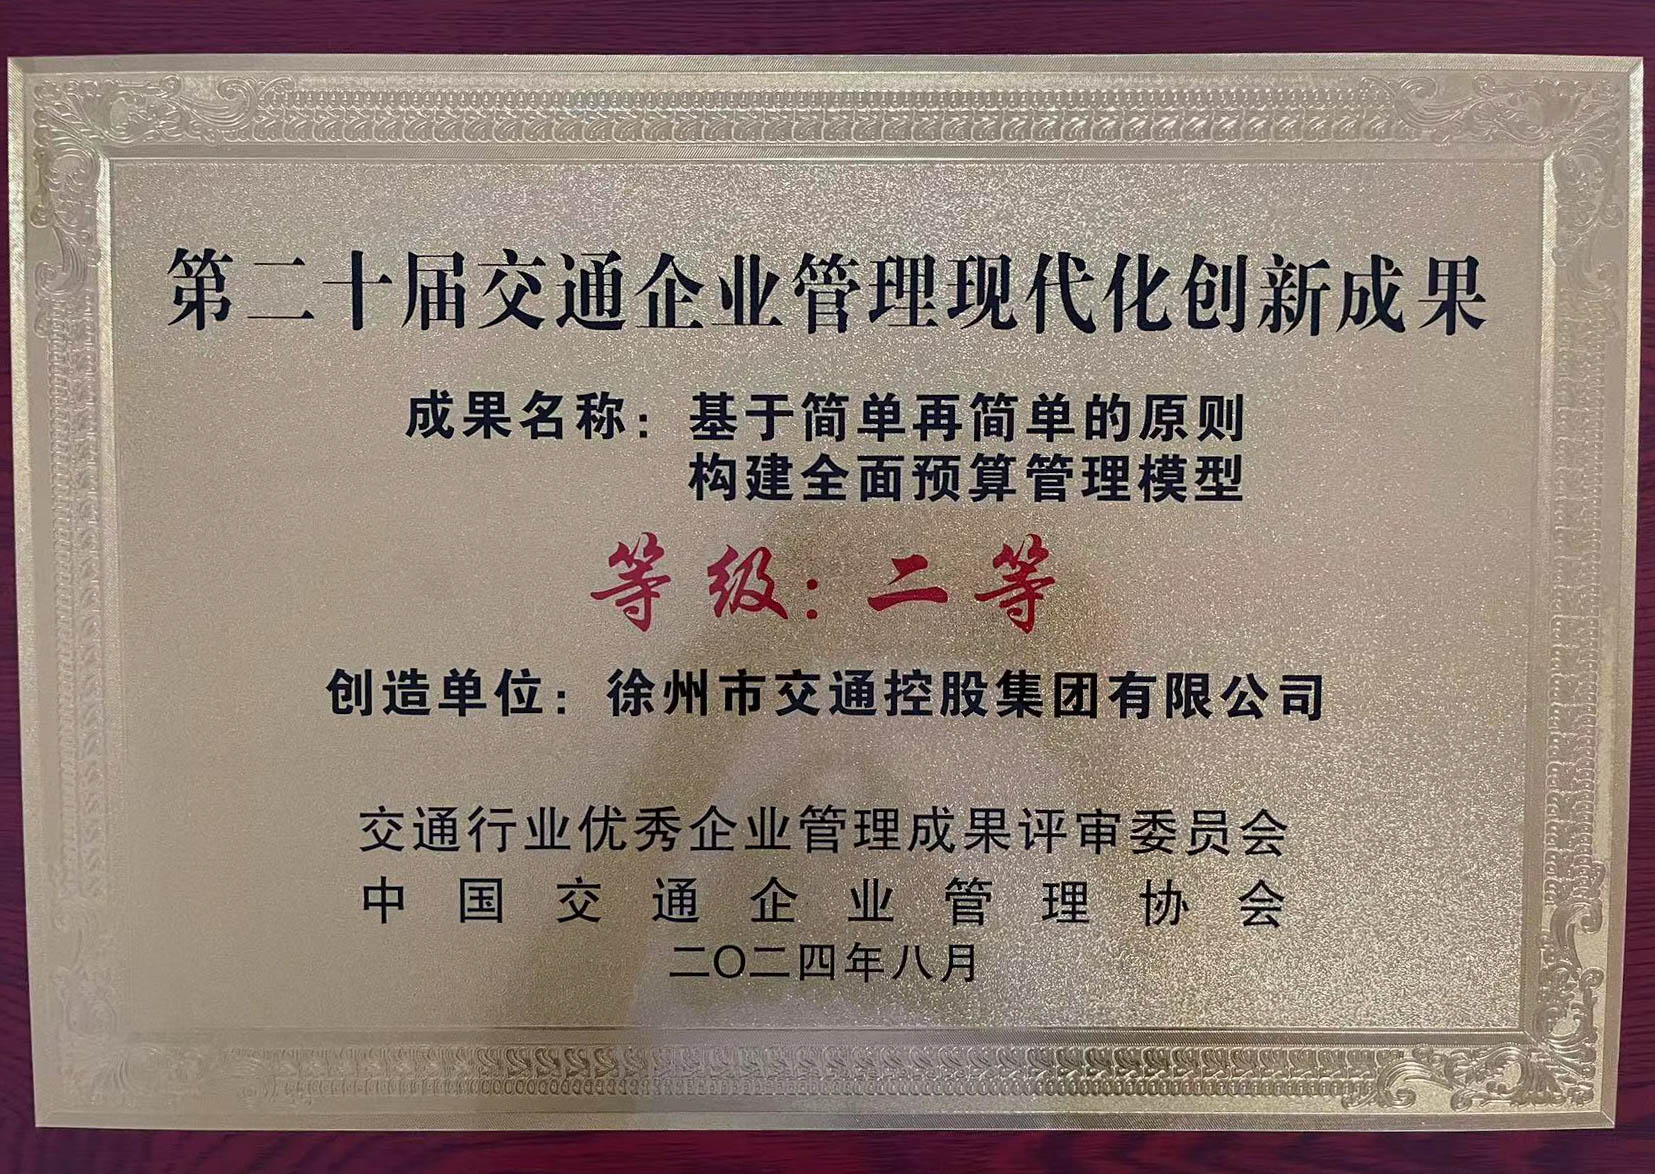 第二十届交通企业管理现代化创新成果
成果名称：基于简单再简单的原则
构建全面预算管理模型
等级：二等
创造单位：徐州市交通控股集团有限公司
交通行业优秀企业管理成果评审委员会
中国交通企业管理协会
二〇二四年八月